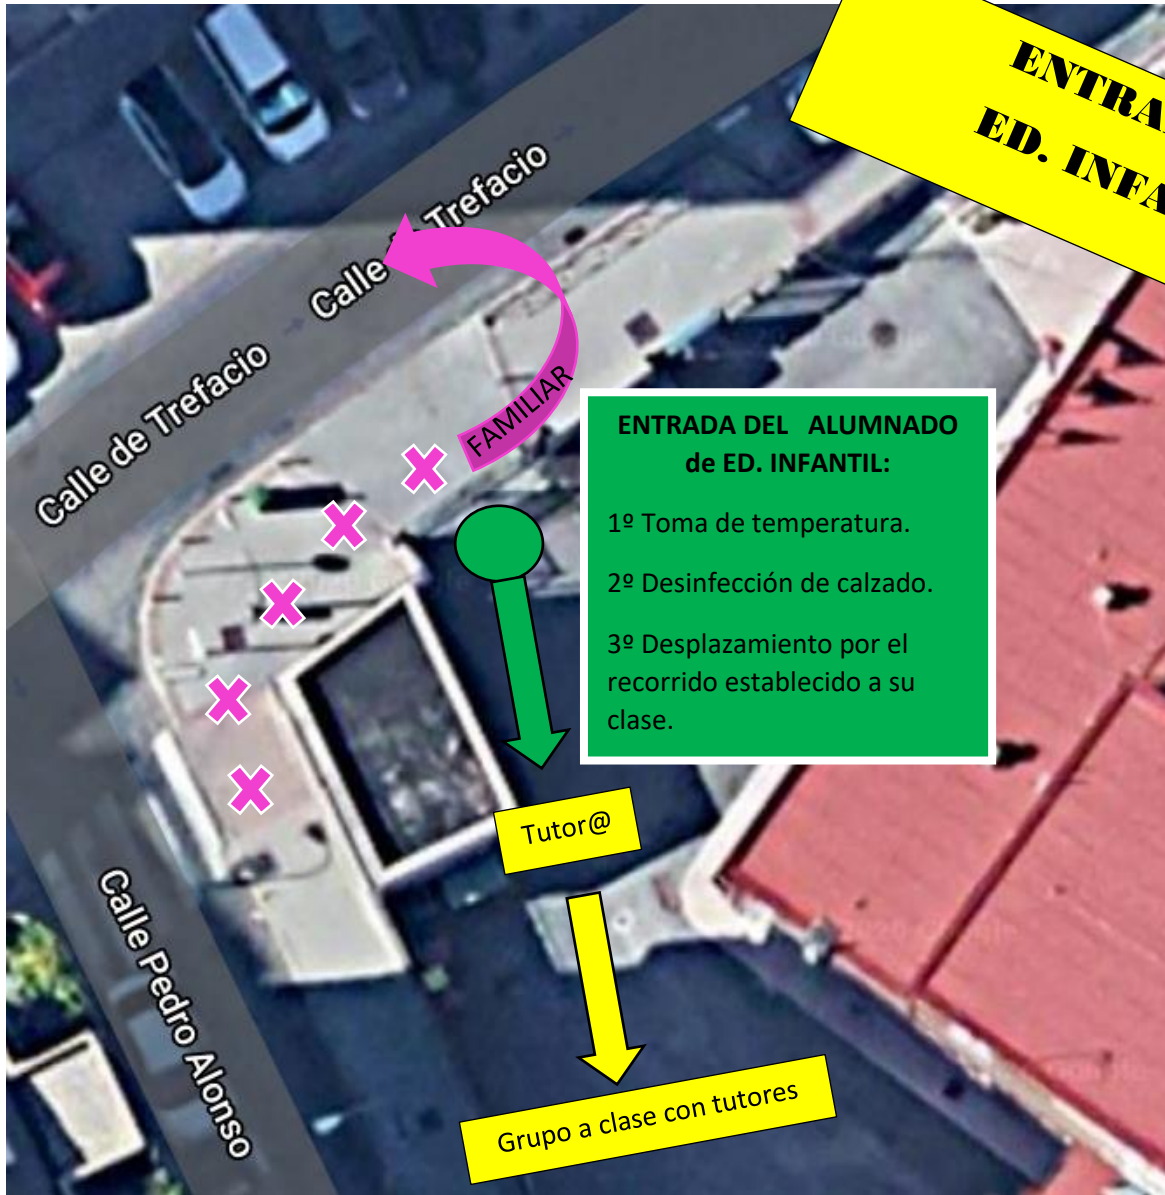 ENTRA
ED. INFA
Calle de Trefacio
Calle Trefacio
FAMILIAR
ENTRADA DEL ALUMNADO
de ED. INFANTIL:
1º Toma de temperatura.
2º Desinfección de calzado.
3º Desplazamiento por el
recorrido establecido a su
clase.
Tutor@
Calle Pedro Alonso
Grupo a clase con tutores